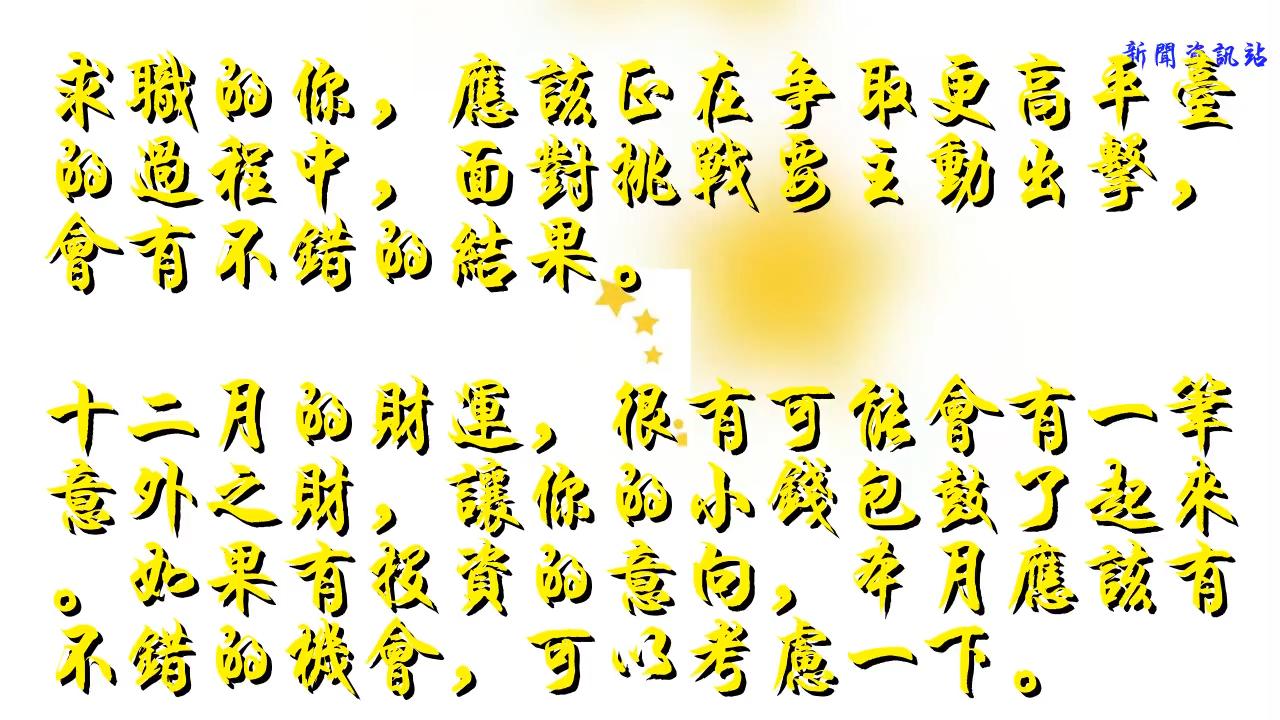 新聞資訊站
求職的你，應該正在爭取更高平臺
的過程中，面對挑戰要主動出擊，
會有不錯的結果。
十二月的財運，很有可能會有一筆
意外之財，讓你的小錢包鼓了起來
。如果有投資的意向，本月應該有
不錯的機會，可以考慮一下。